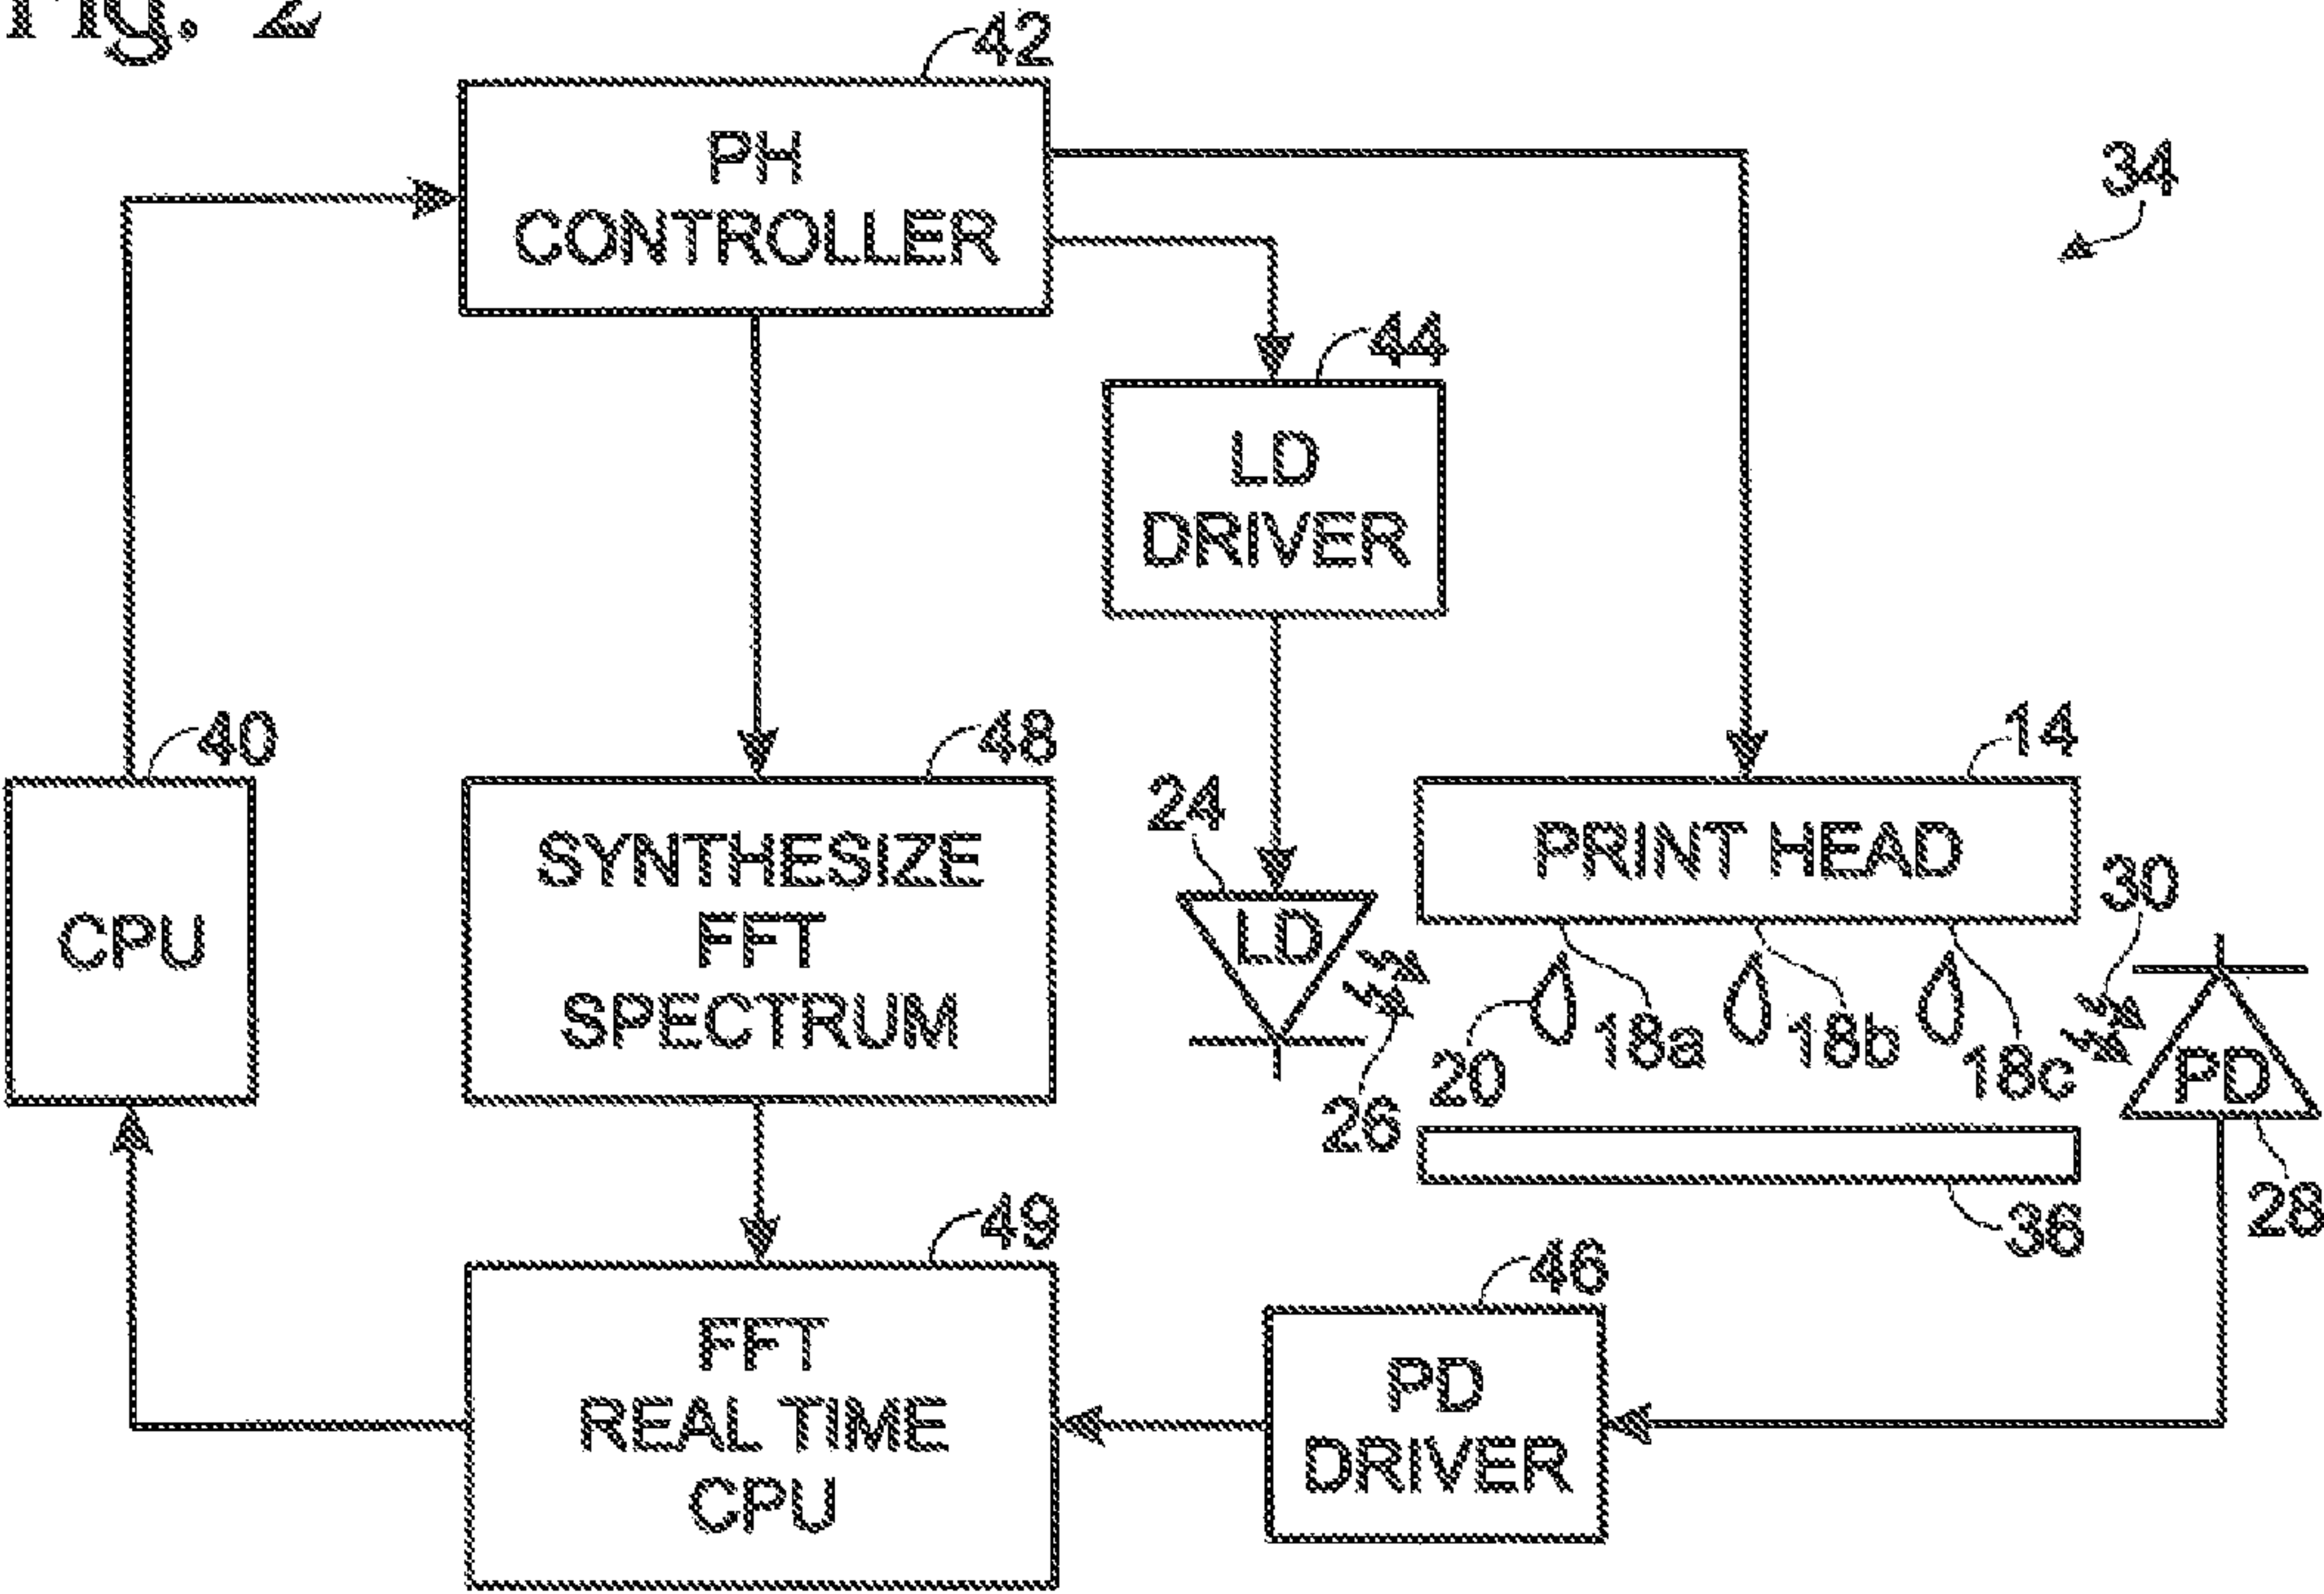 Fig. 2
42
PH
CONTROLLER
34
44
LD
DRIVER
40
CPU
48
SYNTHESIZE
FFT
SPECTRUM
24
LD
26
14
PRINT HEAD
20
18a
18b
18c
30
PD
28
36
49
FFT
REAL TIME
CPU
46
PD
DRIVER